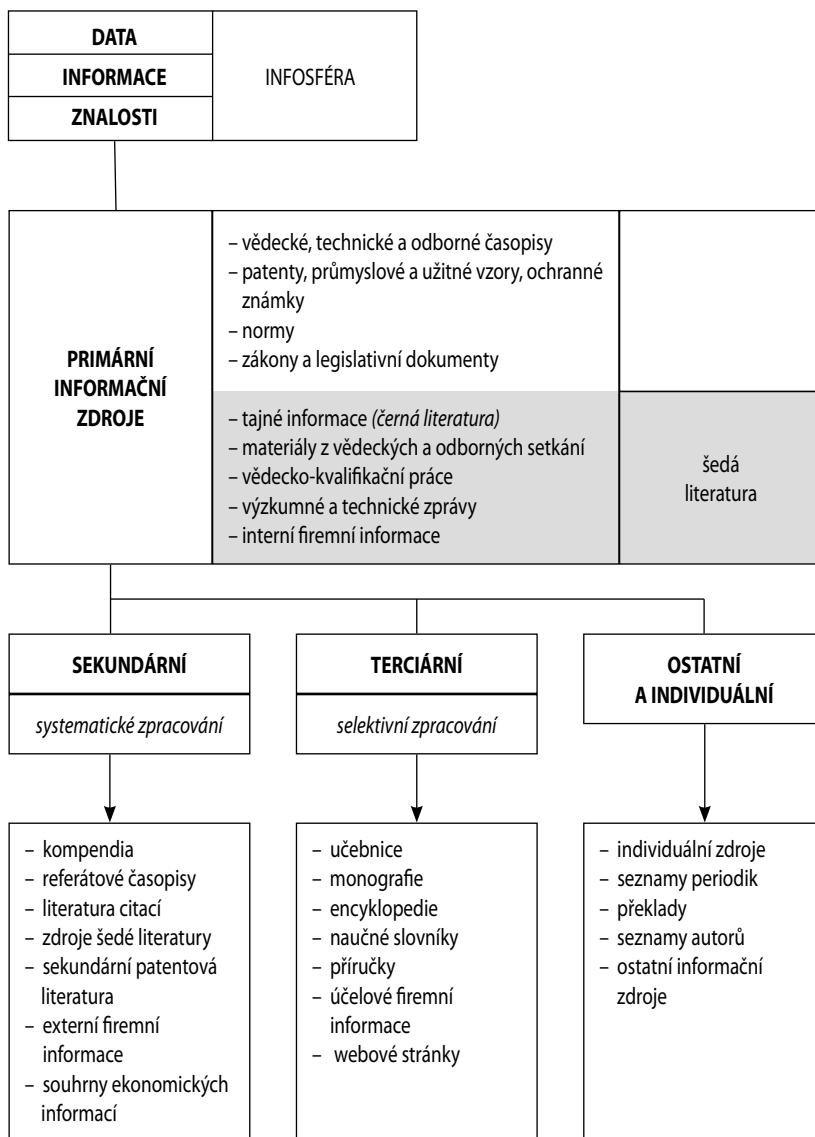 DATA
INFORMACE
ZNALOSTI
INFOSFÉRA
PRIMÁRNÍ
INFORMAČNÍ
ZDROJE
– vědecké, technické a odborné časopisy
– patenty, průmyslové a užitné vzory, ochranné
známky
– normy
– zákony a legislativní dokumenty
– tajné informace (černá literatura)
– materiály z vědeckých a odborných setkání
– vědecko-kvalifikační práce
– výzkumné a technické zprávy
– interní firemní informace
šedá
literatura
SEKUNDÁRNÍ
systematické zpracování
TERCIÁRNÍ
selektivní zpracování
OSTATNÍ
A INDIVIDUÁLNÍ
– kompendia
– referátové časopisy
– literatura citací
– zdroje šedé literatury
– sekundární patentová
literatura
– externí firemní
informace
– souhrny ekonomických
informací
– učebnice
– monografie
– encyklopedie
– naučné slovníky
– příručky
– účelové firemní
informace
– webové stránky
– individuální zdroje
– seznamy periodik
– překlady
– seznamy autorů
– ostatní informační
zdroje